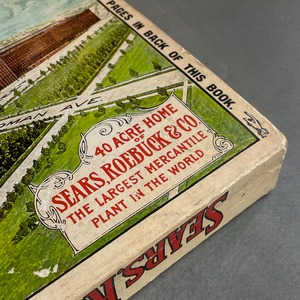 PAGES IN BACK OF THIS BOOK.
MAN AVE
40 ACRE HOME
OF
SEARS, ROEBUCK & CO.
THE LARGEST MERCANTILE
PLANT IN THE WORLD
SEARS,